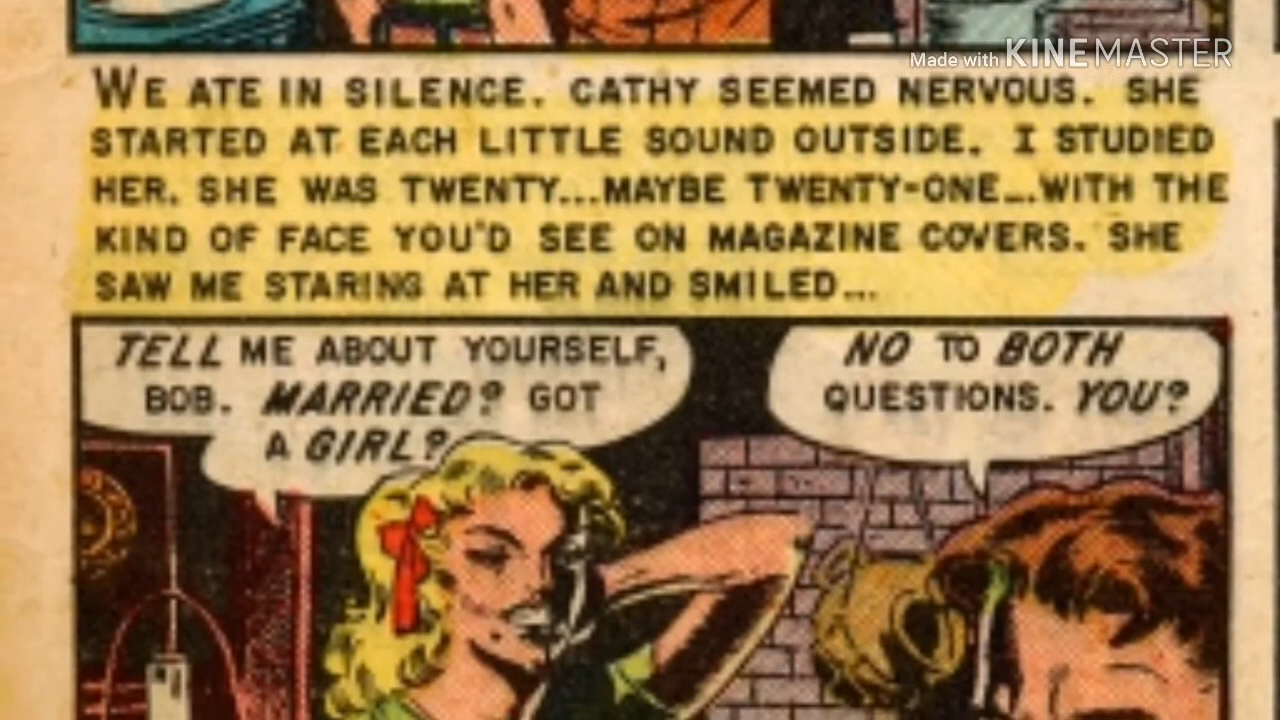 Made with KINEMASTER
WE ATE IN SILENCE. CATHY SEEMED NERVOUS. SHE
STARTED AT EACH LITTLE SOUND OUTSIDE. I STUDIED
HER. SHE WAS TWENTY...MAYBE TWENTY-ONE...WITH THE
KIND OF FACE YOU'D SEE ON MAGAZINE COVERS. SHE
SAW ME STARING AT HER AND SMILED...
TELL ME ABOUT YOURSELF,
BOB. MARRIED? GOT
A GIRL?
NO TO BOTH
QUESTIONS. YOU?